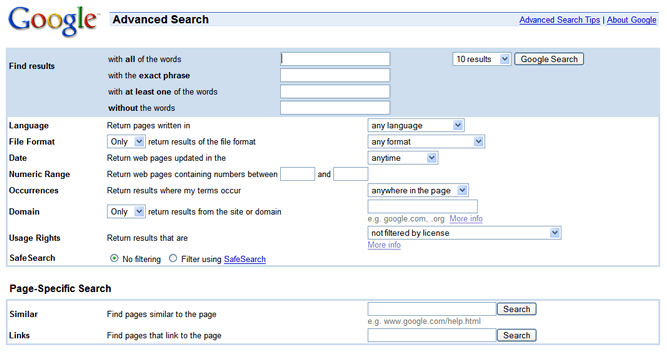 Google™ Advanced Search Advanced Search Tips | About Google
Find results with all of the words 10 results Google Search
with the exact phrase
with at least one of the words
without the words
Language Return pages written in any language
File Format Only return results of the file format any format
Date Return web pages updated in the anytime
Numeric Range Return web pages containing numbers between and
Occurrences Return results where my terms occur anywhere in the page
Domain Only return results from the site or domain
e.g. google.com, .org More info
Usage Rights Return results that are not filtered by license
More info
SafeSearch No filtering Filter using SafeSearch
Page-Specific Search
Similar Find pages similar to the page Search
e.g. www.google.com/help.html
Links Find pages that link to the page Search